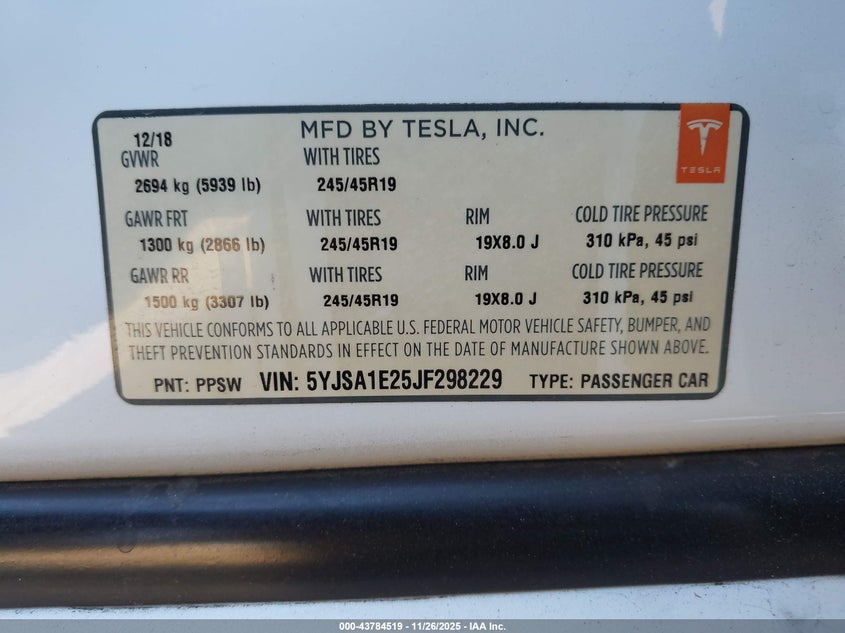 12/18 MFD BY TESLA, INC.
TESLA
GVWR WITH TIRES
2694 kg (5939 lb) 245/45R19
GAWR FRT WITH TIRES RIM COLD TIRE PRESSURE
1300 kg (2866 lb) 245/45R19 19X8.0 J 310 kPa, 45 psi
GAWR RR WITH TIRES RIM COLD TIRE PRESSURE
1500 kg (3307 lb) 245/45R19 19X8.0 J 310 kPa, 45 psi
THIS VEHICLE CONFORMS TO ALL APPLICABLE U.S. FEDERAL MOTOR VEHICLE SAFETY, BUMPER, AND
THEFT PREVENTION STANDARDS IN EFFECT ON THE DATE OF MANUFACTURE SHOWN ABOVE.
PNT: PPSW VIN: 5YJSA1E25JF298229 TYPE: PASSENGER CAR
000-43784519 - 11/26/2025 - IAA Inc.